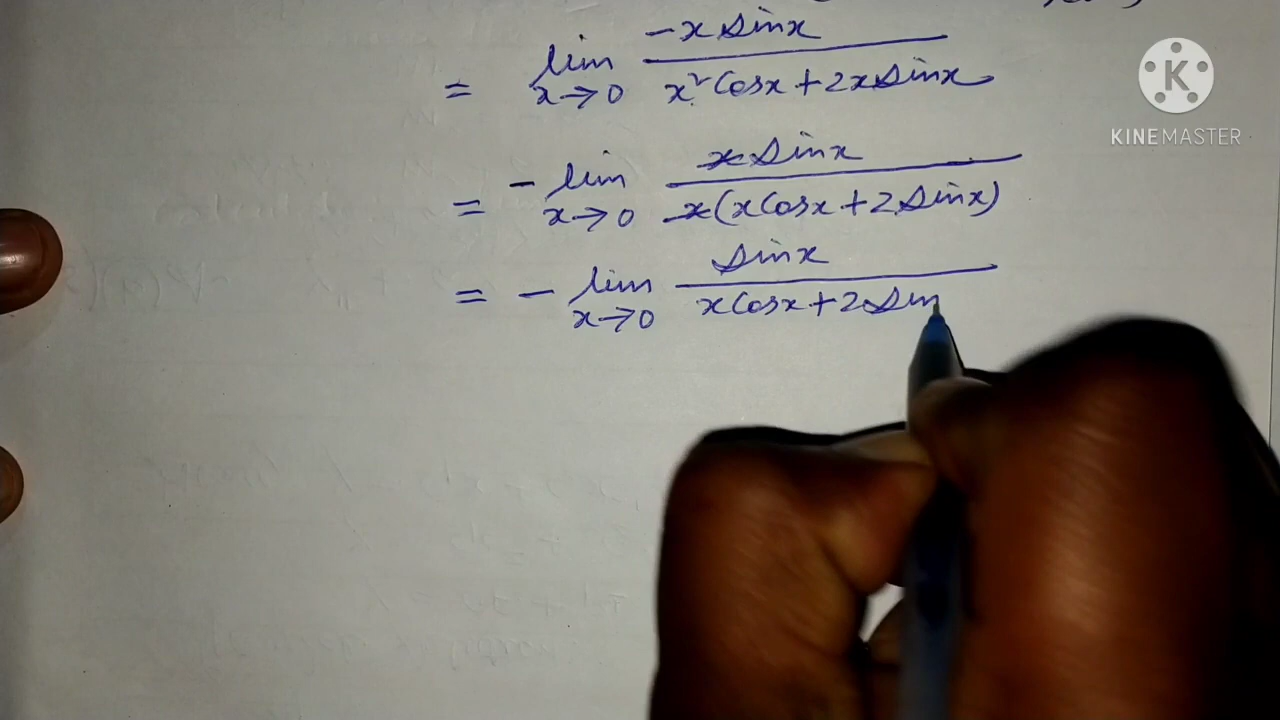 = lim x→0 -x sinx / x² Cosx + 2x sinx
= - lim x→0 x sinx / x(x Cosx + 2 sinx)
= - lim x→0 sinx / x Cosx + 2 sin
K
KINEMASTER